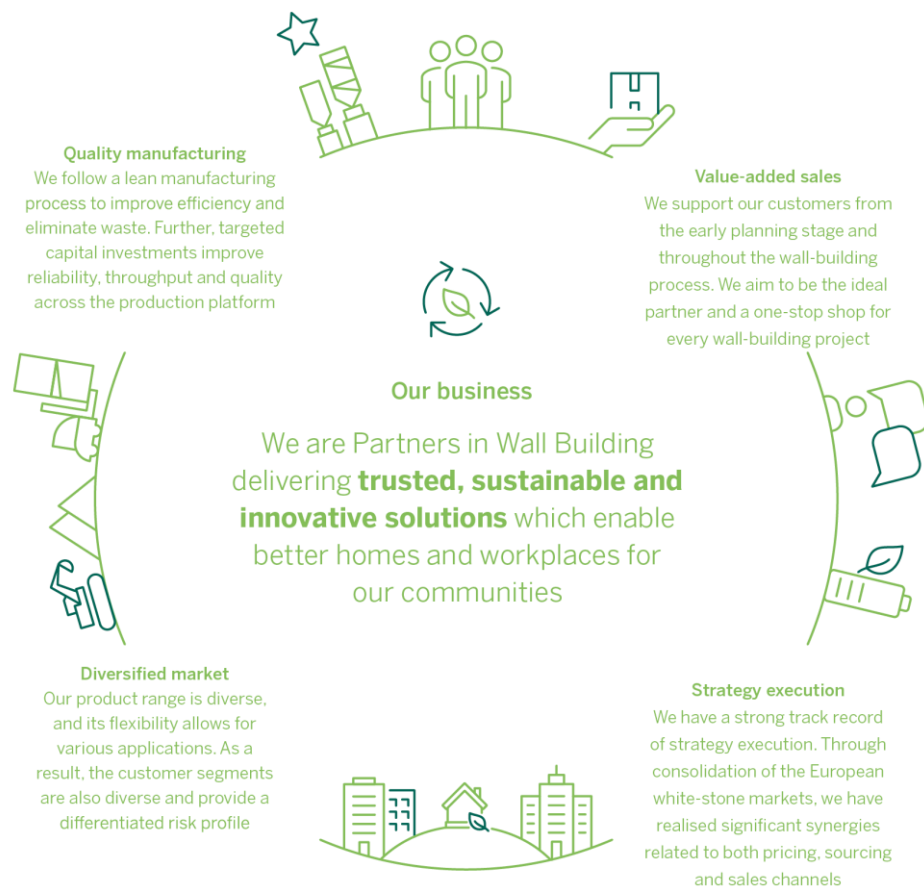 Quality manufacturing
We follow a lean manufacturing
process to improve efficiency and
eliminate waste. Further, targeted
capital investments improve
reliability, throughput and quality
across the production platform
Value-added sales
We support our customers from
the early planning stage and
throughout the wall-building
process. We aim to be the ideal
partner and a one-stop shop for
every wall-building project
Our business
We are Partners in Wall Building
delivering trusted, sustainable and
innovative solutions which enable
better homes and workplaces for
our communities
Diversified market
Our product range is diverse,
and its flexibility allows for
various applications. As a
result, the customer segments
are also diverse and provide a
differentiated risk profile
Strategy execution
We have a strong track record
of strategy execution. Through
consolidation of the European
white-stone markets, we have
realised significant synergies
related to both pricing, sourcing
and sales channels